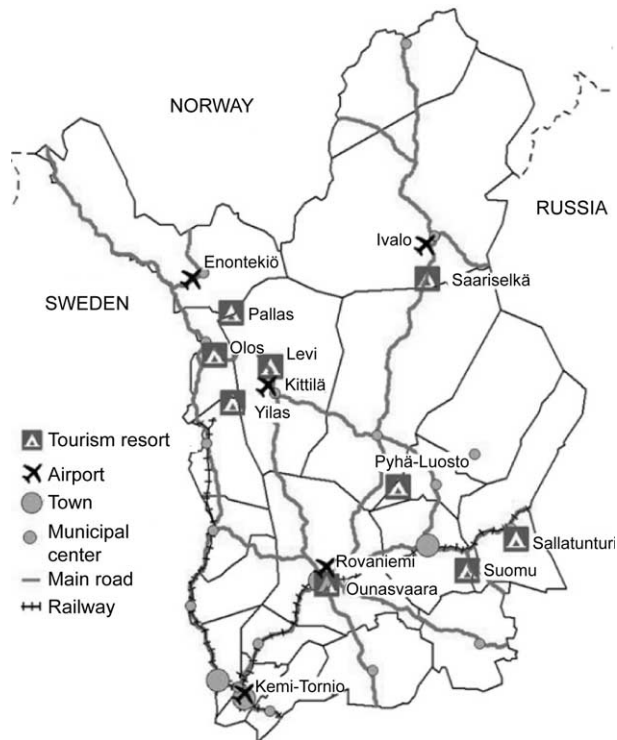 NORWAY
RUSSIA
Ivalo
Enontekiö
Saariselkä
SWEDEN
Pallas
Olos
Levi
Kittilä
Yilas
Tourism resort
Pyhä-Luosto
Airport
Town
Municipal
center
Sallatunturi
Rovaniemi
Suomu
Main road
Ounasvaara
Railway
Kemi-Tornio